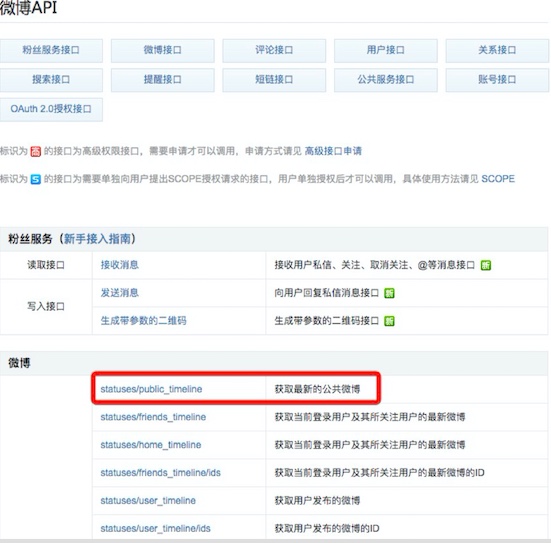 微博API
粉丝服务接口 微博接口 评论接口 用户接口 关系接口
搜索接口 提醒接口 短链接口 公共服务接口 账号接口
OAuth 2.0授权接口
标识为 高 的接口为高级权限接口，需要申请才可以调用，申请方式请见 高级接口申请
标识为 S 的接口为需要单独向用户提出SCOPE授权请求的接口，用户单独授权后才可以调用，具体使用方法请见 SCOPE
粉丝服务（新手接入指南）
读取接口 接收消息 接收用户私信、关注、取消关注、@等消息接口 新
写入接口 发送消息 向用户回复私信消息接口 新
生成带参数的二维码 生成带参数的二维码接口 新
微博
statuses/public_timeline 获取最新的公共微博
statuses/friends_timeline 获取当前登录用户及其所关注用户的最新微博
statuses/home_timeline 获取当前登录用户及其所关注用户的最新微博
statuses/friends_timeline/ids 获取当前登录用户及其所关注用户的最新微博的ID
statuses/user_timeline 获取用户发布的微博
statuses/user_timeline/ids 获取用户发布的微博的ID